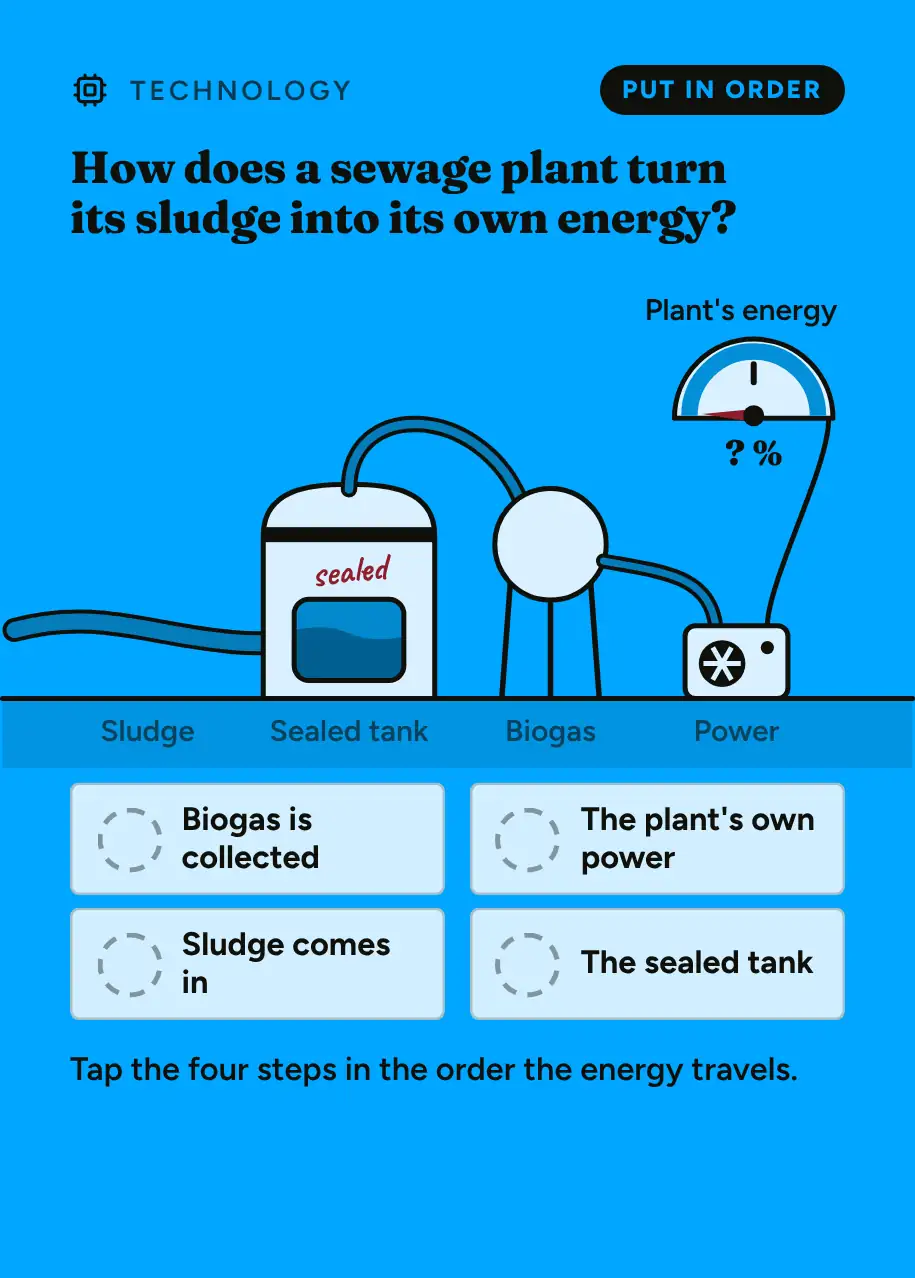 TECHNOLOGY
PUT IN ORDER
How does a sewage plant turn
its sludge into its own energy?
Plant's energy
? %
sealed
Sludge
Sealed tank
Biogas
Power
Biogas is
collected
The plant's own
power
Sludge comes
in
The sealed tank
Tap the four steps in the order the energy travels.